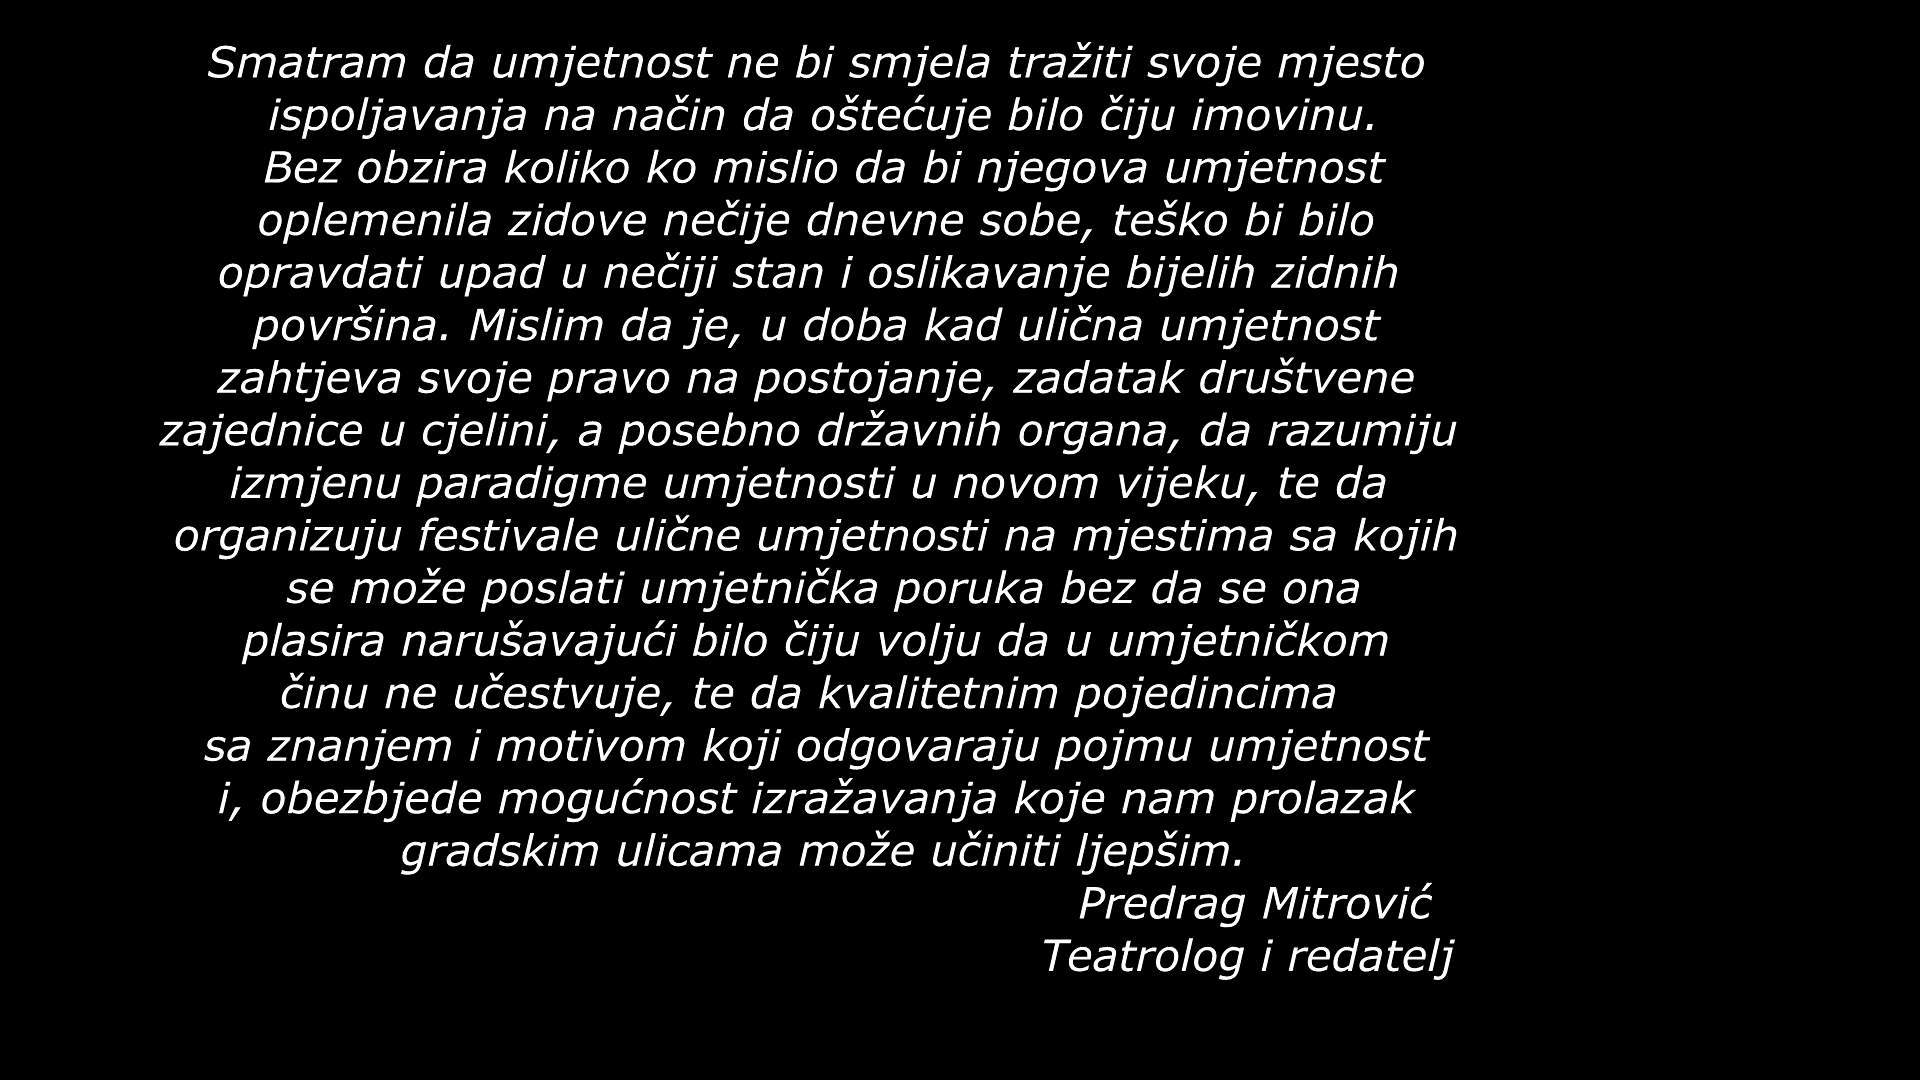 Smatram da umjetnost ne bi smjela tražiti svoje mjesto
ispoljavanja na način da oštećuje bilo čiju imovinu.
Bez obzira koliko ko mislio da bi njegova umjetnost
oplemenila zidove nečije dnevne sobe, teško bi bilo
opravdati upad u nečiji stan i oslikavanje bijelih zidnih
površina. Mislim da je, u doba kad ulična umjetnost
zahtjeva svoje pravo na postojanje, zadatak društvene
zajednice u cjelini, a posebno državnih organa, da razumiju
izmjenu paradigme umjetnosti u novom vijeku, te da
organizuju festivale ulične umjetnosti na mjestima sa kojih
se može poslati umjetnička poruka bez da se ona
plasira narušavajući bilo čiju volju da u umjetničkom
činu ne učestvuje, te da kvalitetnim pojedincima
sa znanjem i motivom koji odgovaraju pojmu umjetnost
i, obezbjede mogućnost izražavanja koje nam prolazak
gradskim ulicama može učiniti ljepšim.
Predrag Mitrović
Teatrolog i redatelj